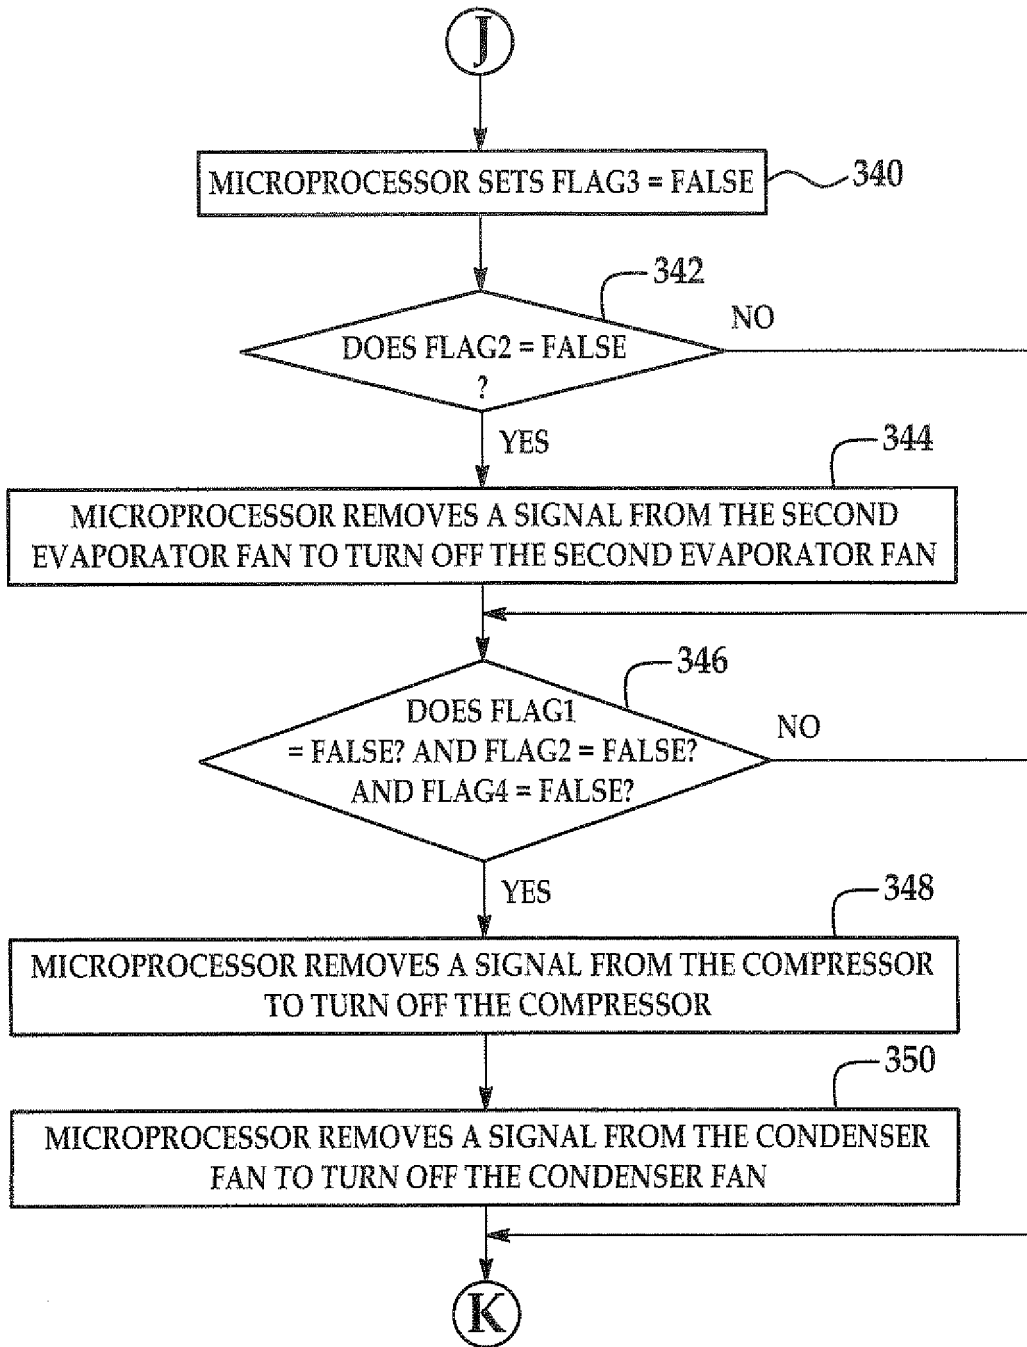 J
MICROPROCESSOR SETS FLAG3 = FALSE
340
342
DOES FLAG2 = FALSE
?
NO
YES
344
MICROPROCESSOR REMOVES A SIGNAL FROM THE SECOND
EVAPORATOR FAN TO TURN OFF THE SECOND EVAPORATOR FAN
346
DOES FLAG1
= FALSE? AND FLAG2 = FALSE?
AND FLAG4 = FALSE?
NO
YES
348
MICROPROCESSOR REMOVES A SIGNAL FROM THE COMPRESSOR
TO TURN OFF THE COMPRESSOR
350
MICROPROCESSOR REMOVES A SIGNAL FROM THE CONDENSER
FAN TO TURN OFF THE CONDENSER FAN
K